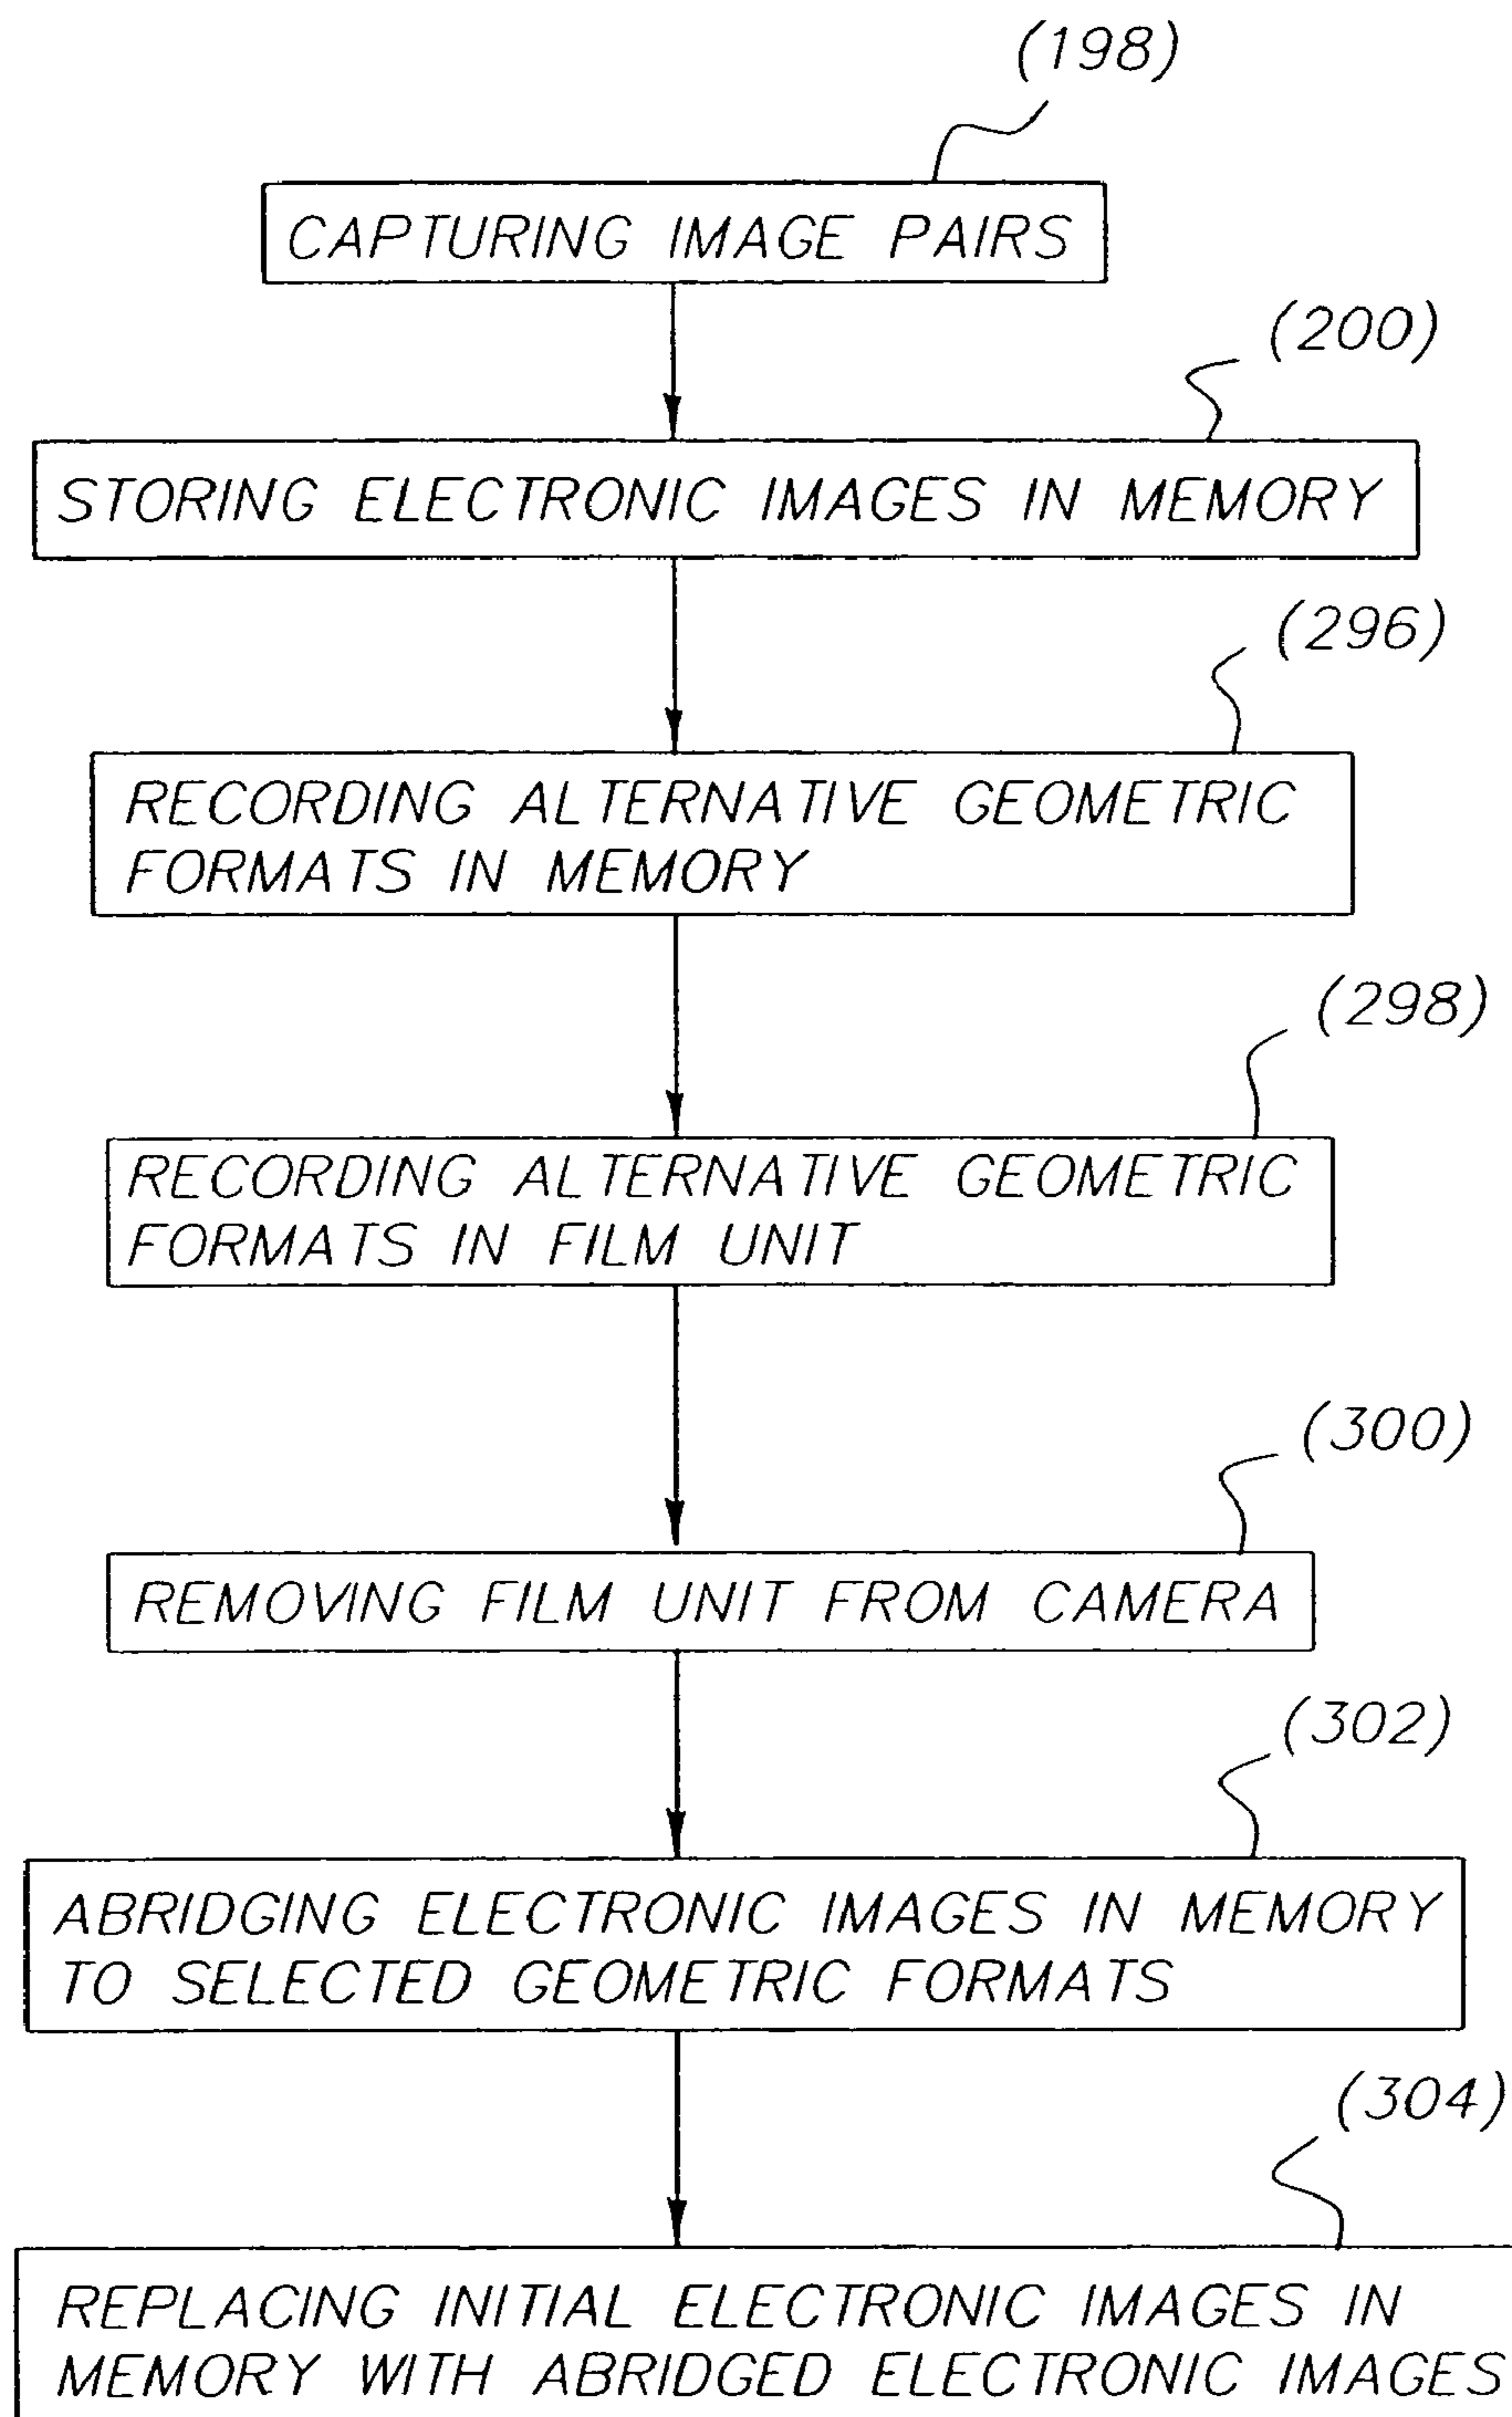 (198)
CAPTURING IMAGE PAIRS
(200)
STORING ELECTRONIC IMAGES IN MEMORY
(296)
RECORDING ALTERNATIVE GEOMETRIC
FORMATS IN MEMORY
(298)
RECORDING ALTERNATIVE GEOMETRIC
FORMATS IN FILM UNIT
(300)
REMOVING FILM UNIT FROM CAMERA
(302)
ABRIDGING ELECTRONIC IMAGES IN MEMORY
TO SELECTED GEOMETRIC FORMATS
(304)
REPLACING INITIAL ELECTRONIC IMAGES IN
MEMORY WITH ABRIDGED ELECTRONIC IMAGES